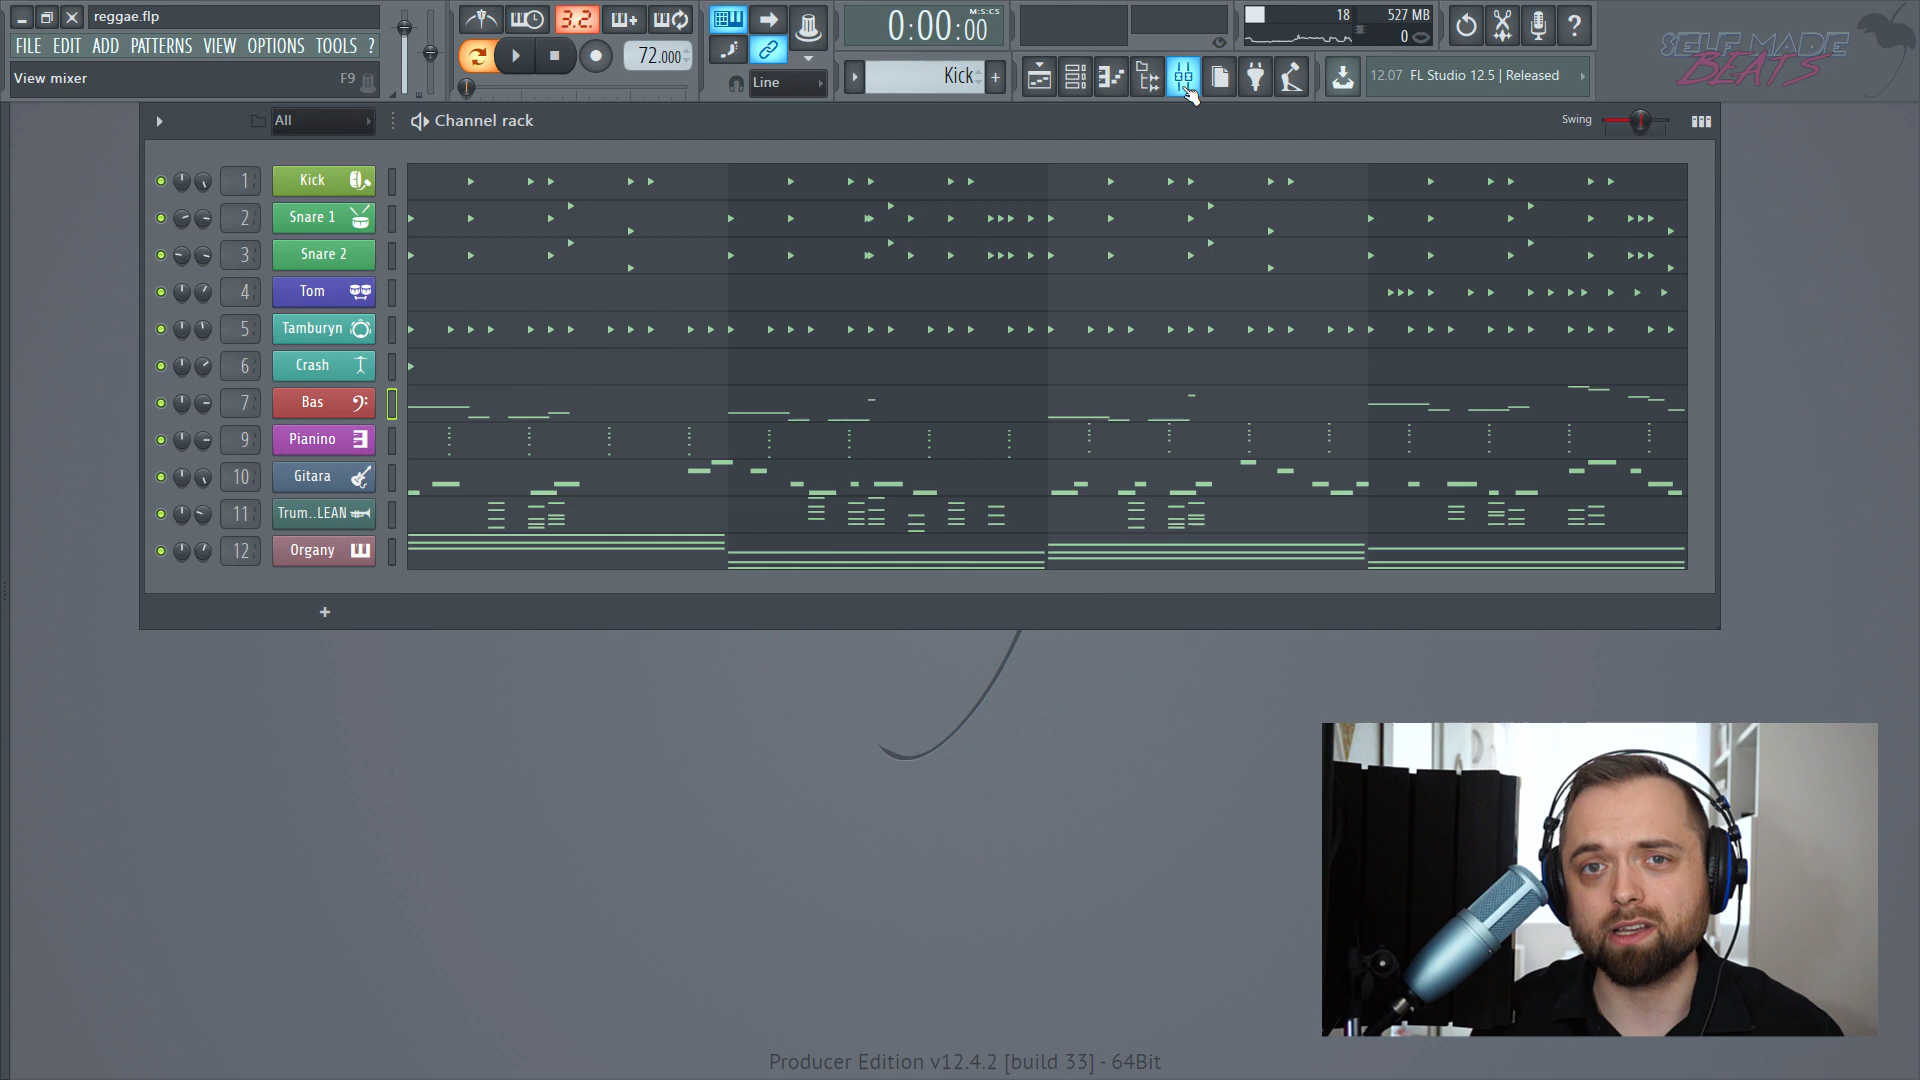 reggae.flp
FILE EDIT ADD PATTERNS VIEW OPTIONS TOOLS ?
View mixer F9
3.2.
72.000
Line
0:00:00
M:S:CS
Kick
+
18
527 MB
0
?
12.07 FL Studio 12.5 | Released
SELF MADE
BEATS
All
Channel rack
Swing
1 Kick
2 Snare 1
3 Snare 2
4 Tom
5 Tamburyn
6 Crash
7 Bas
9 Pianino
10 Gitara
11 Trum..LEAN
12 Organy
+
Producer Edition v12.4.2 [build 33] - 64Bit